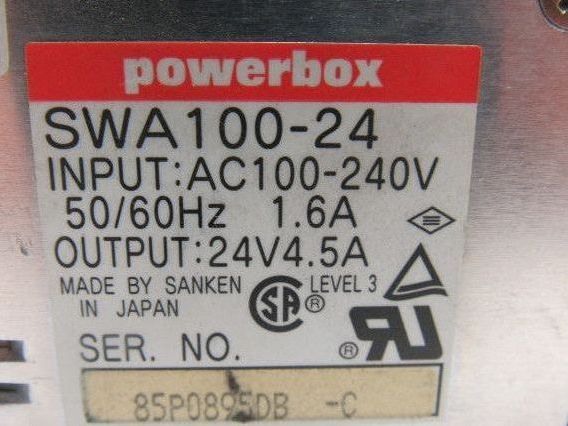 powerbox
SWA100-24
INPUT:AC100-240V
50/60Hz 1.6A
OUTPUT:24V4.5A
MADE BY SANKEN LEVEL 3
IN JAPAN
SER. NO.
85P0895DB -C